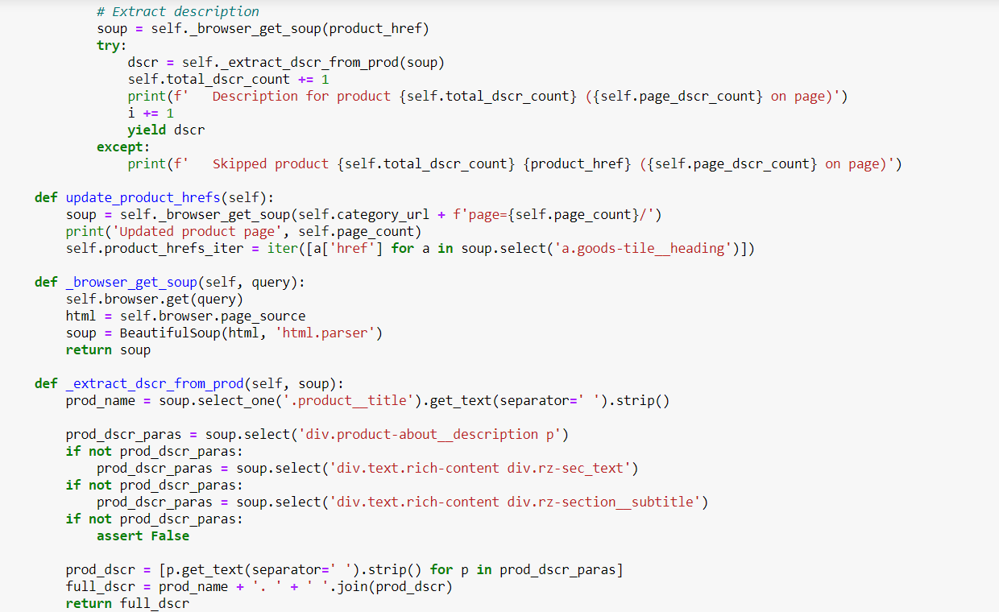 # Extract description
soup = self._browser_get_soup(product_href)
try:
dscr = self._extract_dscr_from_prod(soup)
self.total_dscr_count += 1
print(f'   Description for product {self.total_dscr_count} ({self.page_dscr_count} on page)')
i += 1
yield dscr
except:
print(f'   Skipped product {self.total_dscr_count} {product_href} ({self.page_dscr_count} on page)')
def update_product_hrefs(self):
soup = self._browser_get_soup(self.category_url + f'page={self.page_count}/')
print('Updated product page', self.page_count)
self.product_hrefs_iter = iter([a['href'] for a in soup.select('a.goods-tile__heading')])
def _browser_get_soup(self, query):
self.browser.get(query)
html = self.browser.page_source
soup = BeautifulSoup(html, 'html.parser')
return soup
def _extract_dscr_from_prod(self, soup):
prod_name = soup.select_one('.product__title').get_text(separator=' ').strip()
prod_dscr_paras = soup.select('div.product-about__description p')
if not prod_dscr_paras:
prod_dscr_paras = soup.select('div.text.rich-content div.rz-sec_text')
if not prod_dscr_paras:
prod_dscr_paras = soup.select('div.text.rich-content div.rz-section__subtitle')
if not prod_dscr_paras:
assert False
prod_dscr = [p.get_text(separator=' ').strip() for p in prod_dscr_paras]
full_dscr = prod_name + '. ' + ' '.join(prod_dscr)
return full_dscr